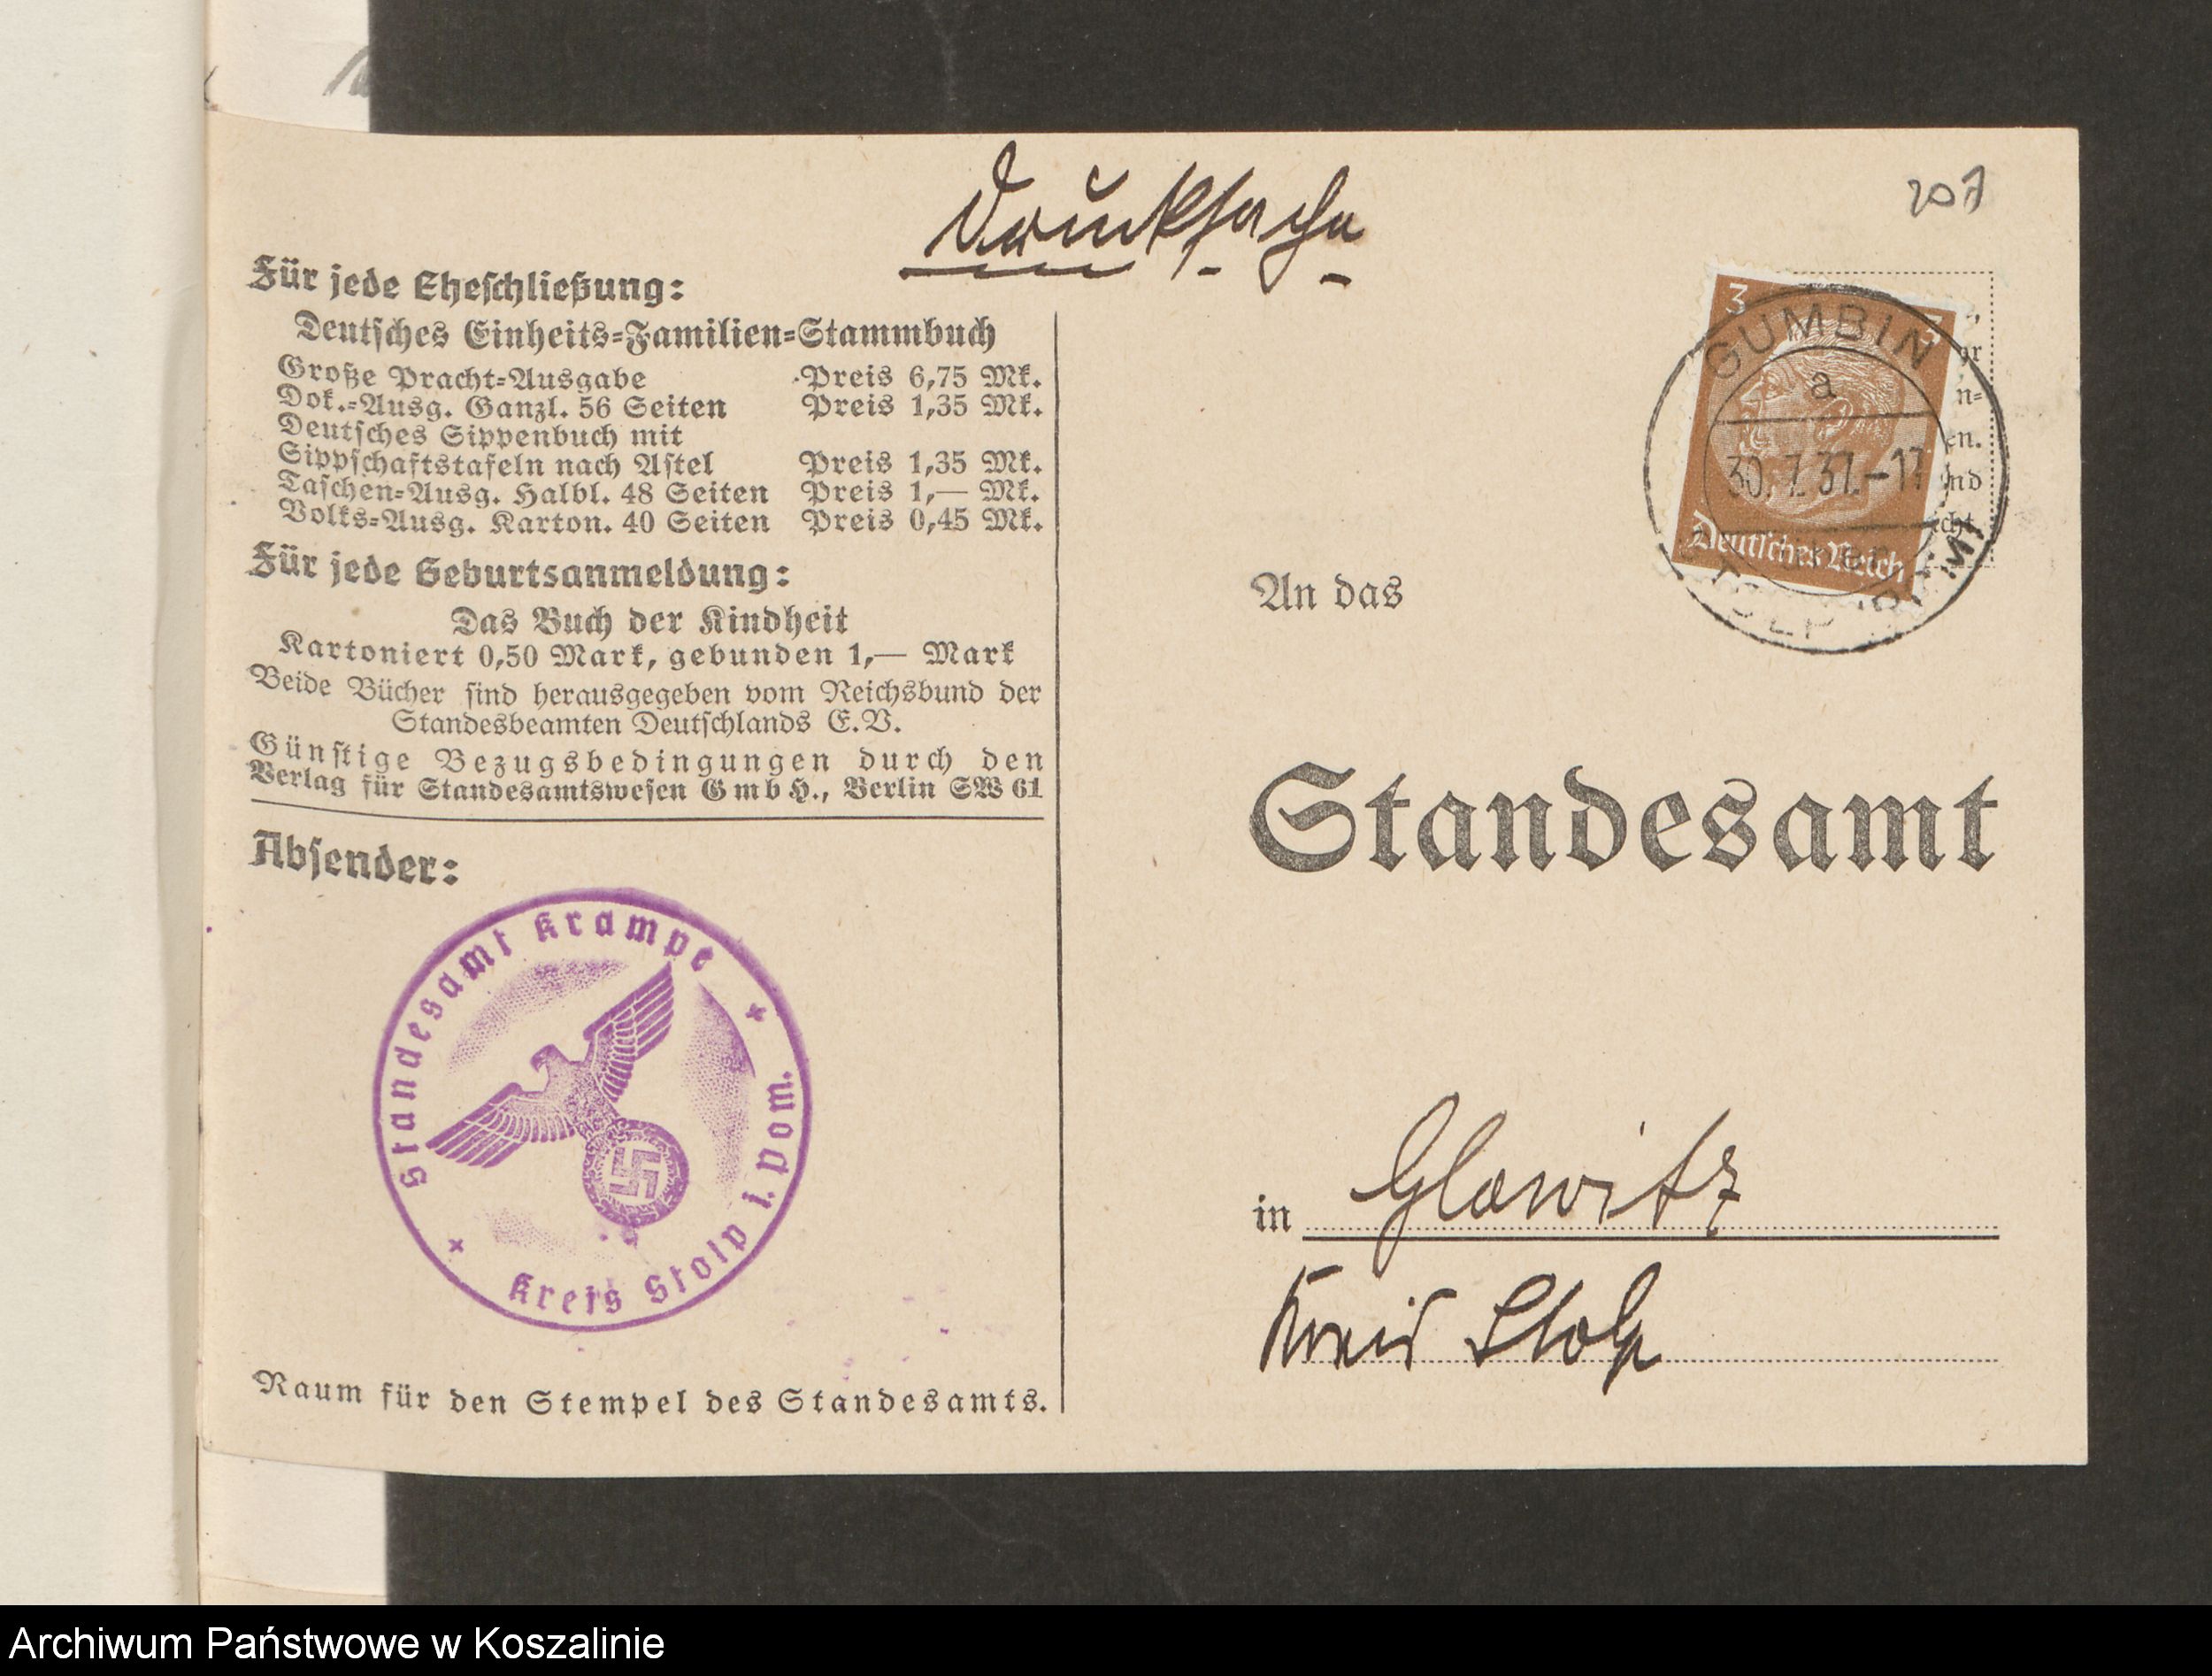 Drucksache
207
Für jede Eheschließung:
Deutsches Einheits-Familien-Stammbuch
Große Pracht-Ausgabe Preis 6,75 Mk.
Dok.-Ausg. Ganzl. 56 Seiten Preis 1,35 Mk.
Deutsches Sippenbuch mit
Sippschaftstafeln nach Astel Preis 1,35 Mk.
Taschen-Ausg. Halbl. 48 Seiten Preis 1,— Mk.
Volks-Ausg. Karton. 40 Seiten Preis 0,45 Mk.
Für jede Geburtsanmeldung:
Das Buch der Kindheit
Kartoniert 0,50 Mark, gebunden 1,— Mark
Beide Bücher sind herausgegeben vom Reichsbund der
Standesbeamten Deutschlands E.V.
Günstige Bezugsbedingungen durch den
Verlag für Standesamtswesen GmbH., Berlin SW 61
Absender:
Standesamt Krampe
Kreis Stolp i. Pom.
Raum für den Stempel des Standesamts.
3
GUMBIN
a
30.7.37.-17
Deutsches Reich
An das
Standesamt
in Glowitz
Kreis Stolp
Archiwum Państwowe w Koszalinie